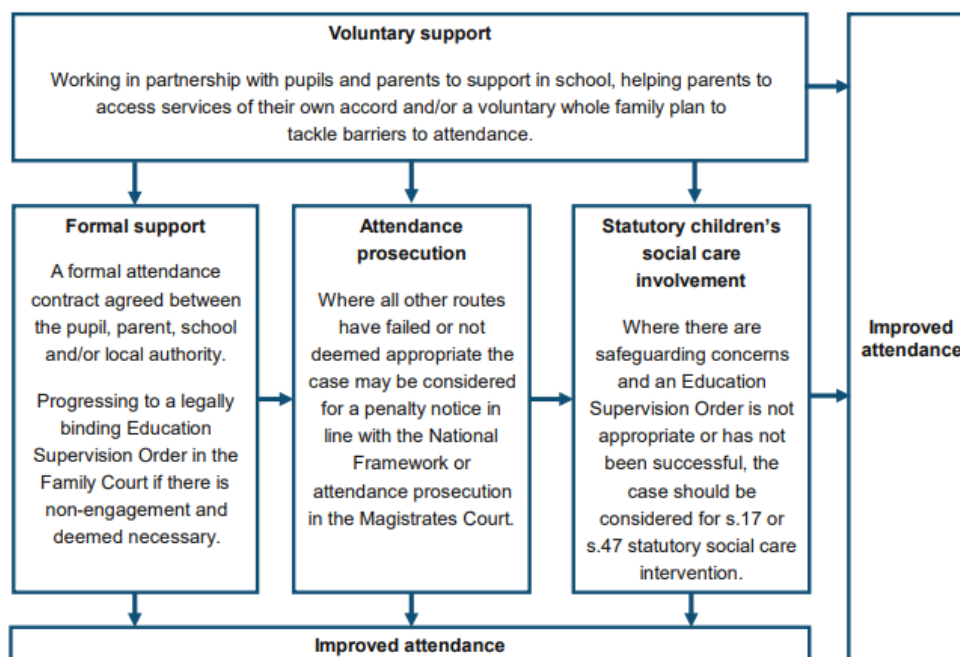 Voluntary support
Working in partnership with pupils and parents to support in school, helping parents to
access services of their own accord and/or a voluntary whole family plan to
tackle barriers to attendance.
Formal support
A formal attendance
contract agreed between
the pupil, parent, school
and/or local authority.
Progressing to a legally
binding Education
Supervision Order in the
Family Court if there is
non-engagement and
deemed necessary.
Attendance
prosecution
Where all other routes
have failed or not
deemed appropriate the
case may be considered
for a penalty notice in
line with the National
Framework or
attendance prosecution
in the Magistrates Court.
Statutory children’s
social care
involvement
Where there are
safeguarding concerns
and an Education
Supervision Order is not
appropriate or has not
been successful, the
case should be
considered for s.17 or
s.47 statutory social care
intervention.
Improved
attendance
Improved attendance